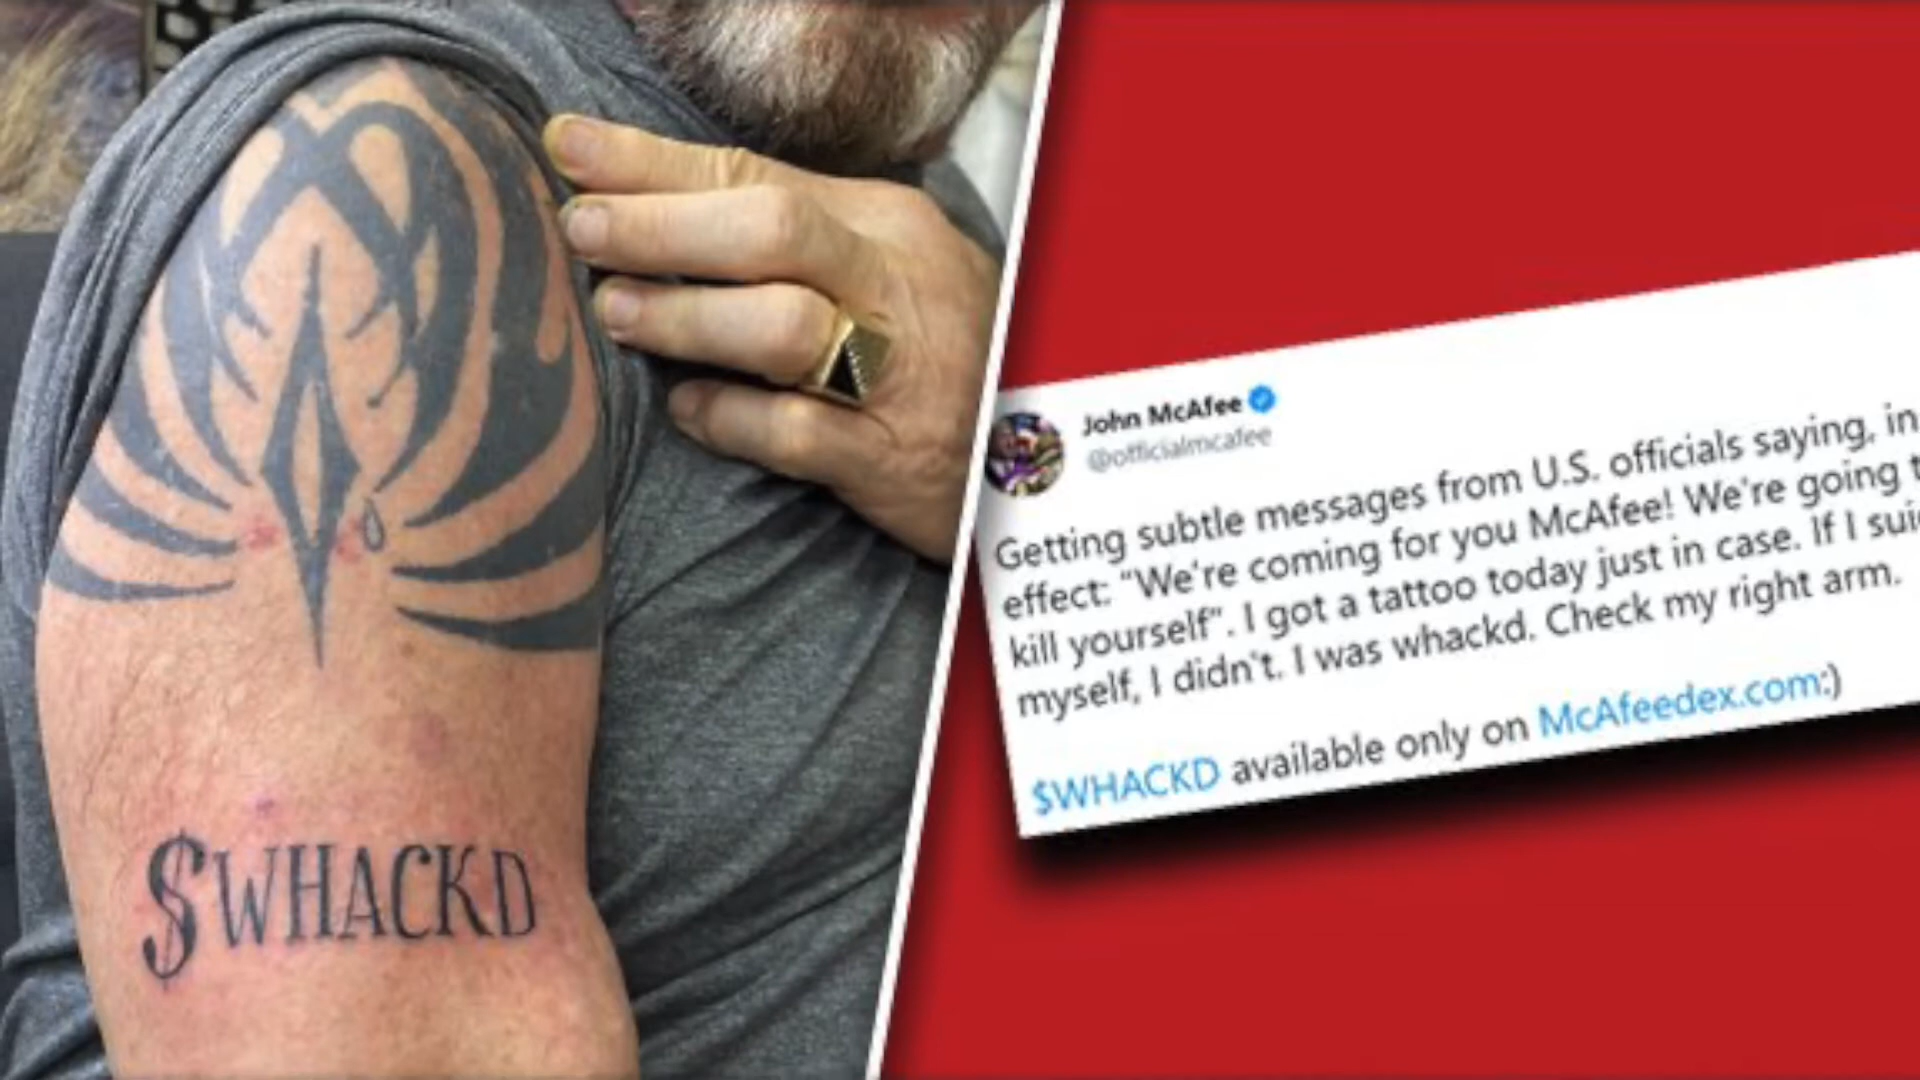 $WHACKD
John McAfee
@officialmcafee
Getting subtle messages from U.S. officials saying, in
effect: "We're coming for you McAfee! We're going t
kill yourself". I got a tattoo today just in case. If I suic
myself, I didn't. I was whackd. Check my right arm.
$WHACKD available only on McAfeedex.com:)